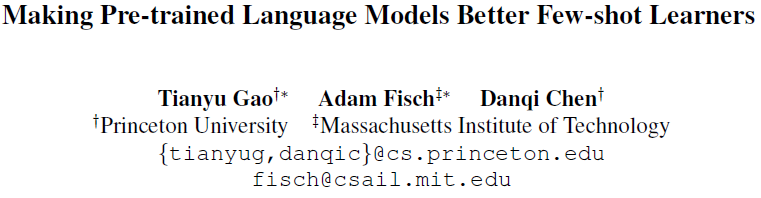 Making Pre-trained Language Models Better Few-shot Learners
Tianyu Gao†* Adam Fisch‡* Danqi Chen†
†Princeton University ‡Massachusetts Institute of Technology
{tianyug,danqic}@cs.princeton.edu
fisch@csail.mit.edu